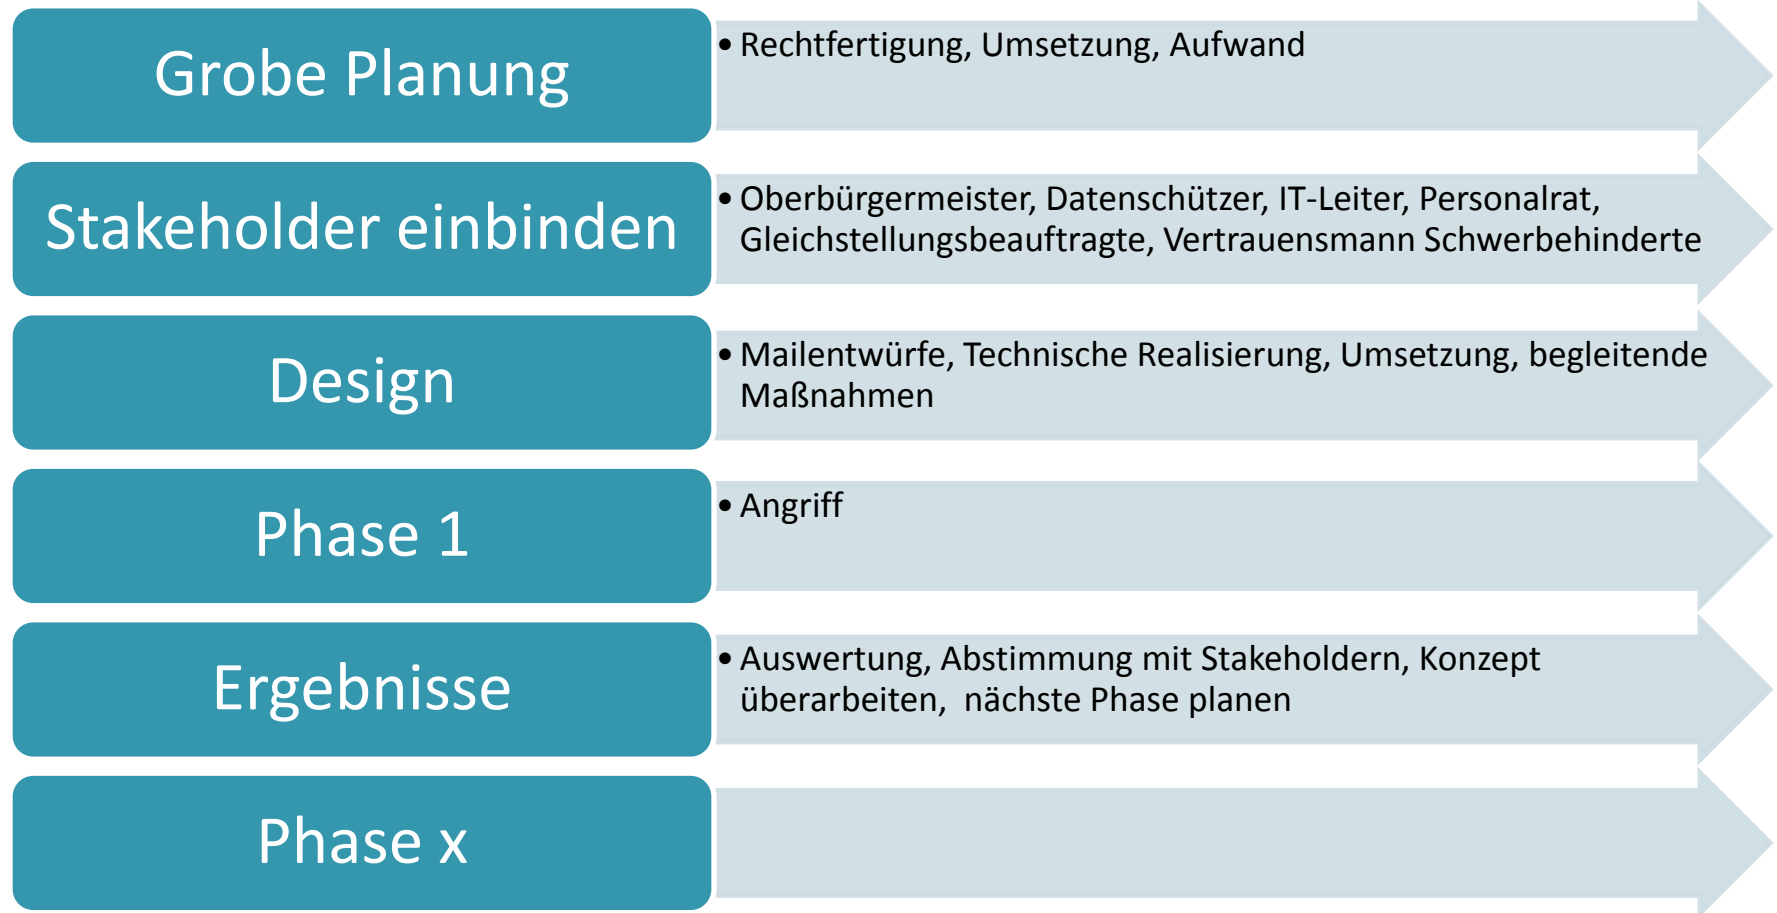 Grobe Planung
• Rechtfertigung, Umsetzung, Aufwand
Stakeholder einbinden
• Oberbürgermeister, Datenschützer, IT-Leiter, Personalrat,
Gleichstellungsbeauftragte, Vertrauensmann Schwerbehinderte
Design
• Mailentwürfe, Technische Realisierung, Umsetzung, begleitende
Maßnahmen
Phase 1
• Angriff
Ergebnisse
• Auswertung, Abstimmung mit Stakeholdern, Konzept
überarbeiten,  nächste Phase planen
Phase x